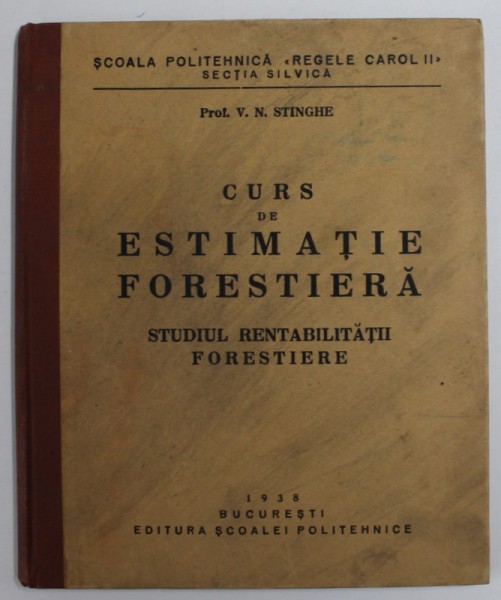 ȘCOALA POLITEHNICĂ «REGELE CAROL II»
SECȚIA SILVICĂ
Prof. V. N. STINGHE
CURS
DE
ESTIMAȚIE
FORESTIERĂ
STUDIUL RENTABILITĂȚII
FORESTIERE
1938
BUCUREȘTI
EDITURA ȘCOALEI POLITEHNICE